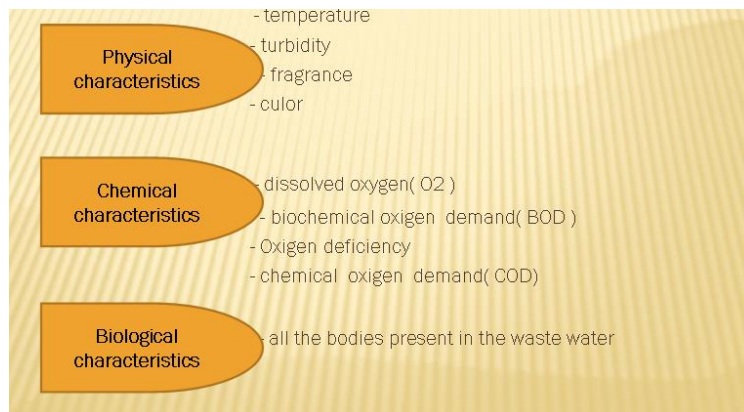 - temperature
Physical
characteristics
- turbidity
- fragrance
- culor
Chemical
characteristics
- dissolved oxygen( O2 )
- biochemical oxigen demand( BOD )
- Oxigen deficiency
- chemical oxigen demand( COD)
Biological
characteristics
- all the bodies present in the waste water